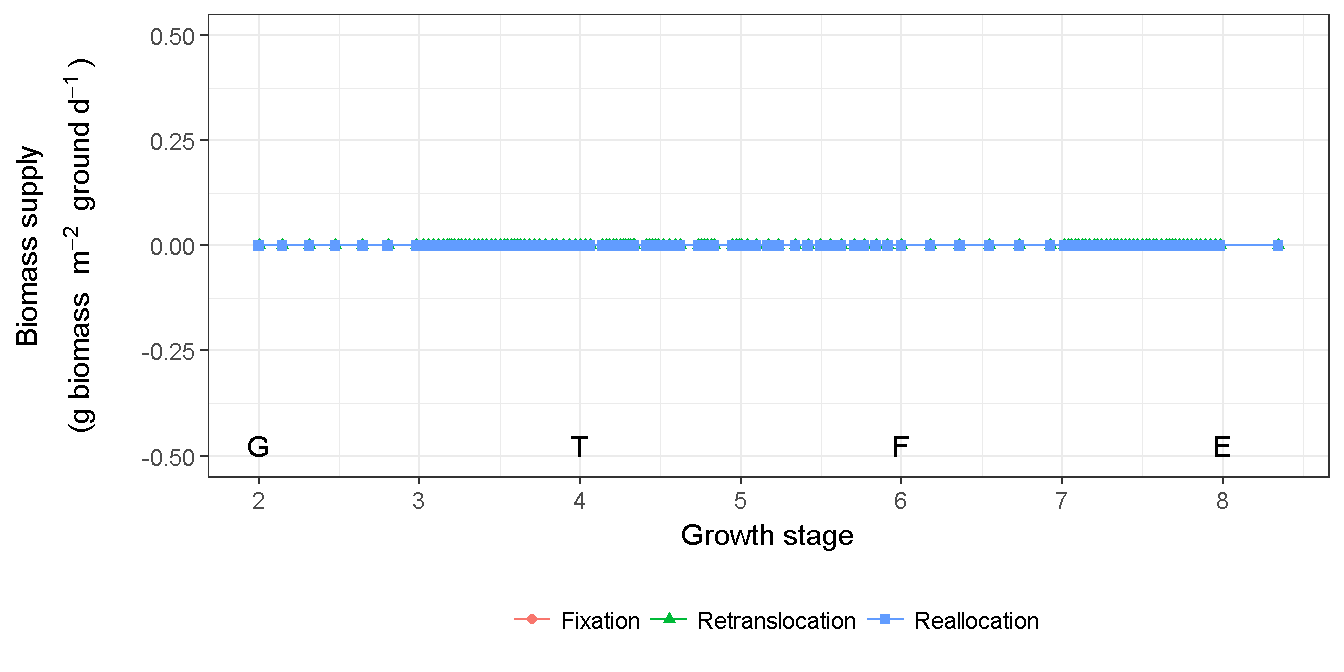 Biomass supply
(g biomass m⁻² ground d⁻¹)
0.50
0.25
0.00
-0.25
-0.50
G T F E
2 3 4 5 6 7 8
Growth stage
Fixation Retranslocation Reallocation